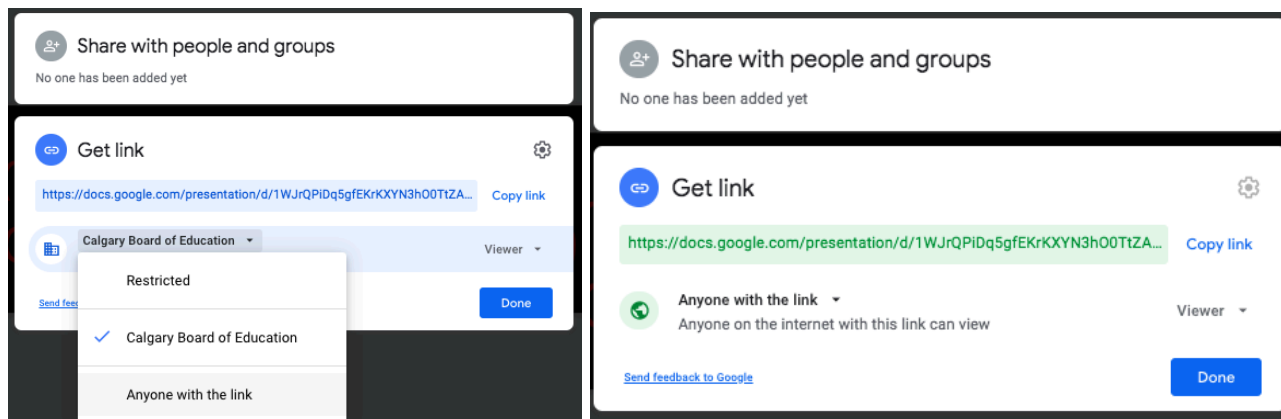 Share with people and groups
No one has been added yet
Get link
https://docs.google.com/presentation/d/1WJrQPiDq5gfEKrKXYN3hO0TtZA...
Copy link
Calgary Board of Education
Viewer
Restricted
Send feed
Done
Calgary Board of Education
Anyone with the link
Share with people and groups
No one has been added yet
Get link
https://docs.google.com/presentation/d/1WJrQPiDq5gfEKrKXYN3hO0TtZA...
Copy link
Anyone with the link
Viewer
Anyone on the internet with this link can view
Send feedback to Google
Done